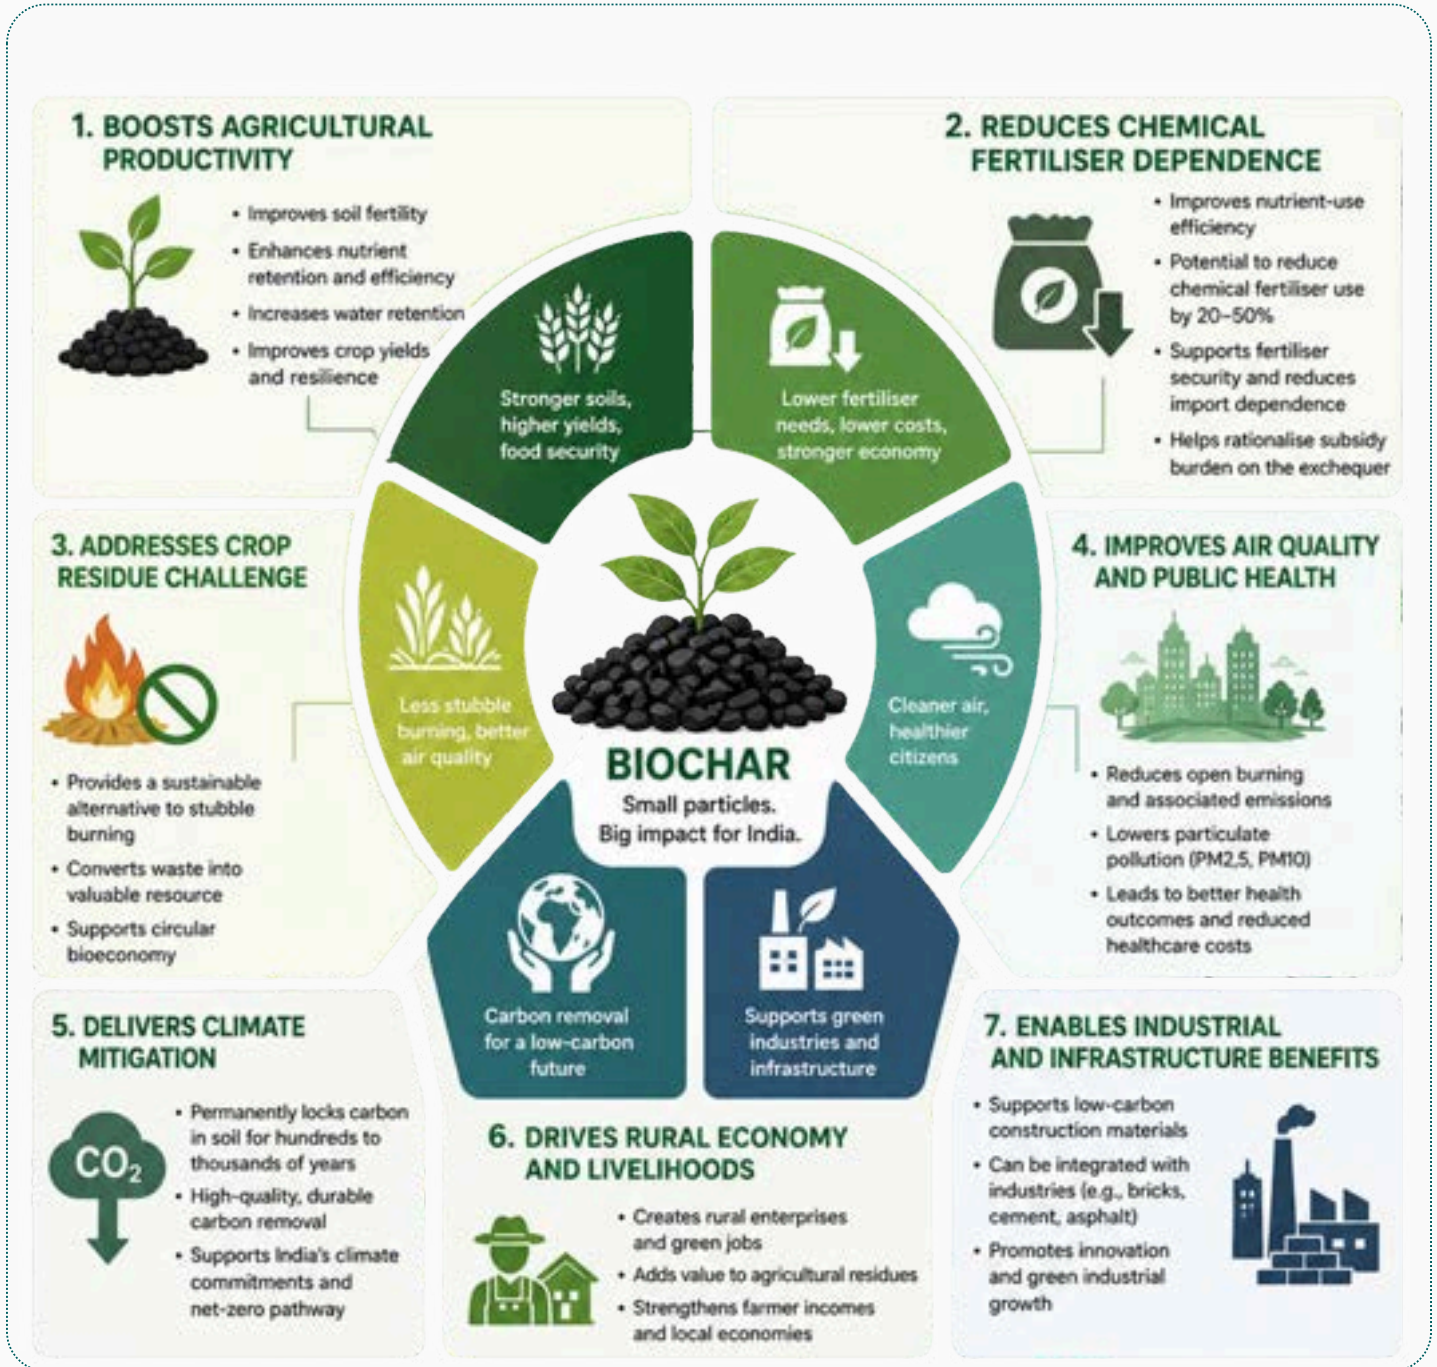 1. BOOSTS AGRICULTURAL
PRODUCTIVITY
• Improves soil fertility
• Enhances nutrient
retention and efficiency
• Increases water retention
• Improves crop yields
and resilience
2. REDUCES CHEMICAL
FERTILISER DEPENDENCE
• Improves nutrient-use
efficiency
• Potential to reduce
chemical fertiliser use
by 20–50%
• Supports fertiliser
security and reduces
import dependence
• Helps rationalise subsidy
burden on the exchequer
Stronger soils,
higher yields,
food security
Lower fertiliser
needs, lower costs,
stronger economy
3. ADDRESSES CROP
RESIDUE CHALLENGE
• Provides a sustainable
alternative to stubble
burning
• Converts waste into
valuable resource
• Supports circular
bioeconomy
Less stubble
burning, better
air quality
BIOCHAR
Small particles.
Big impact for India.
Cleaner air,
healthier
citizens
4. IMPROVES AIR QUALITY
AND PUBLIC HEALTH
• Reduces open burning
and associated emissions
• Lowers particulate
pollution (PM2,5, PM10)
• Leads to better health
outcomes and reduced
healthcare costs
Carbon removal
for a low-carbon
future
Supports green
industries and
infrastructure
5. DELIVERS CLIMATE
MITIGATION
CO₂
• Permanently locks carbon
in soil for hundreds to
thousands of years
• High-quality, durable
carbon removal
• Supports India's climate
commitments and
net-zero pathway
6. DRIVES RURAL ECONOMY
AND LIVELIHOODS
• Creates rural enterprises
and green jobs
• Adds value to agricultural residues
• Strengthens farmer incomes
and local economies
7. ENABLES INDUSTRIAL
AND INFRASTRUCTURE BENEFITS
• Supports low-carbon
construction materials
• Can be integrated with
industries (e.g., bricks,
cement, asphalt)
• Promotes innovation
and green industrial
growth